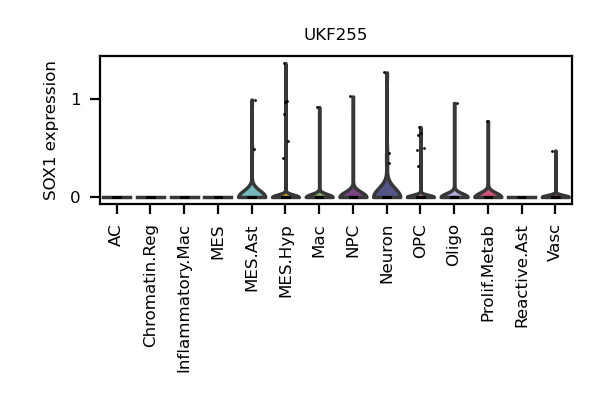 UKF255
SOX1 expression
1
0
AC
Chromatin.Reg
Inflammatory.Mac
MES
MES.Ast
MES.Hyp
Mac
NPC
Neuron
OPC
Oligo
Prolif.Metab
Reactive.Ast
Vasc